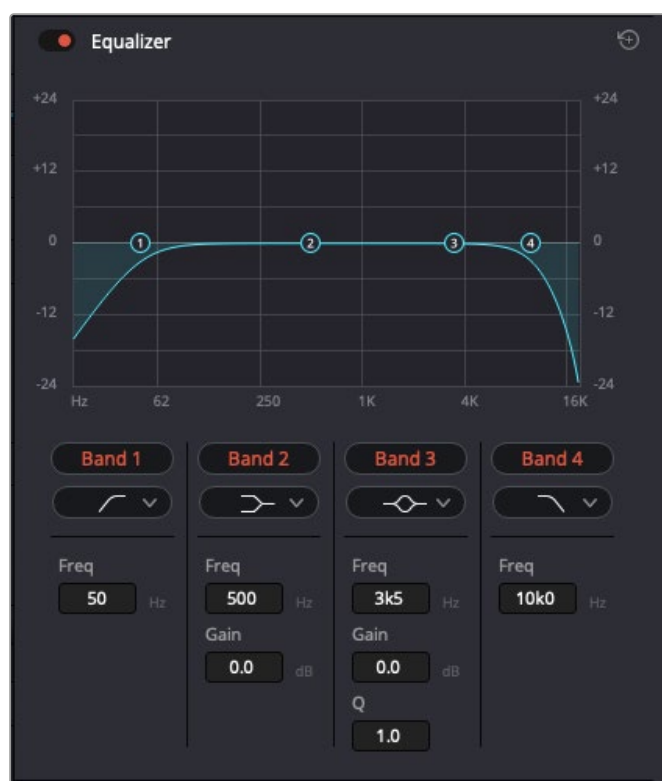 Equalizer
+24 +24
+12 +12
0 1 2 3 4 0
-12 -12
-24 -24
Hz 62 250 1K 4K 16K
Band 1 Band 2 Band 3 Band 4
Freq Freq Freq Freq
50 Hz 500 Hz 3k5 Hz 10k0 Hz
Gain Gain
0.0 dB 0.0 dB
Q
1.0